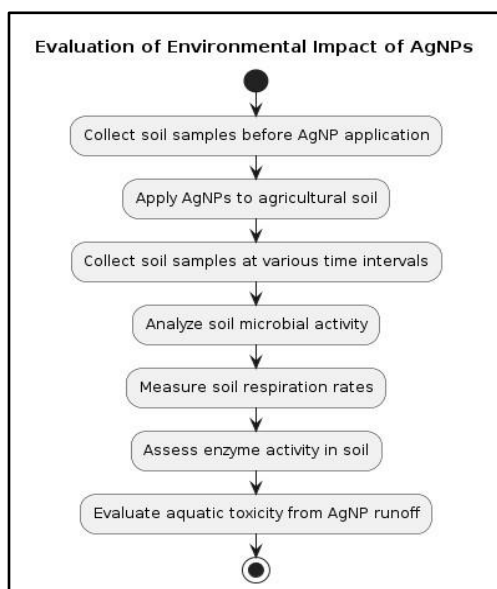 Evaluation of Environmental Impact of AgNPs
Collect soil samples before AgNP application
Apply AgNPs to agricultural soil
Collect soil samples at various time intervals
Analyze soil microbial activity
Measure soil respiration rates
Assess enzyme activity in soil
Evaluate aquatic toxicity from AgNP runoff